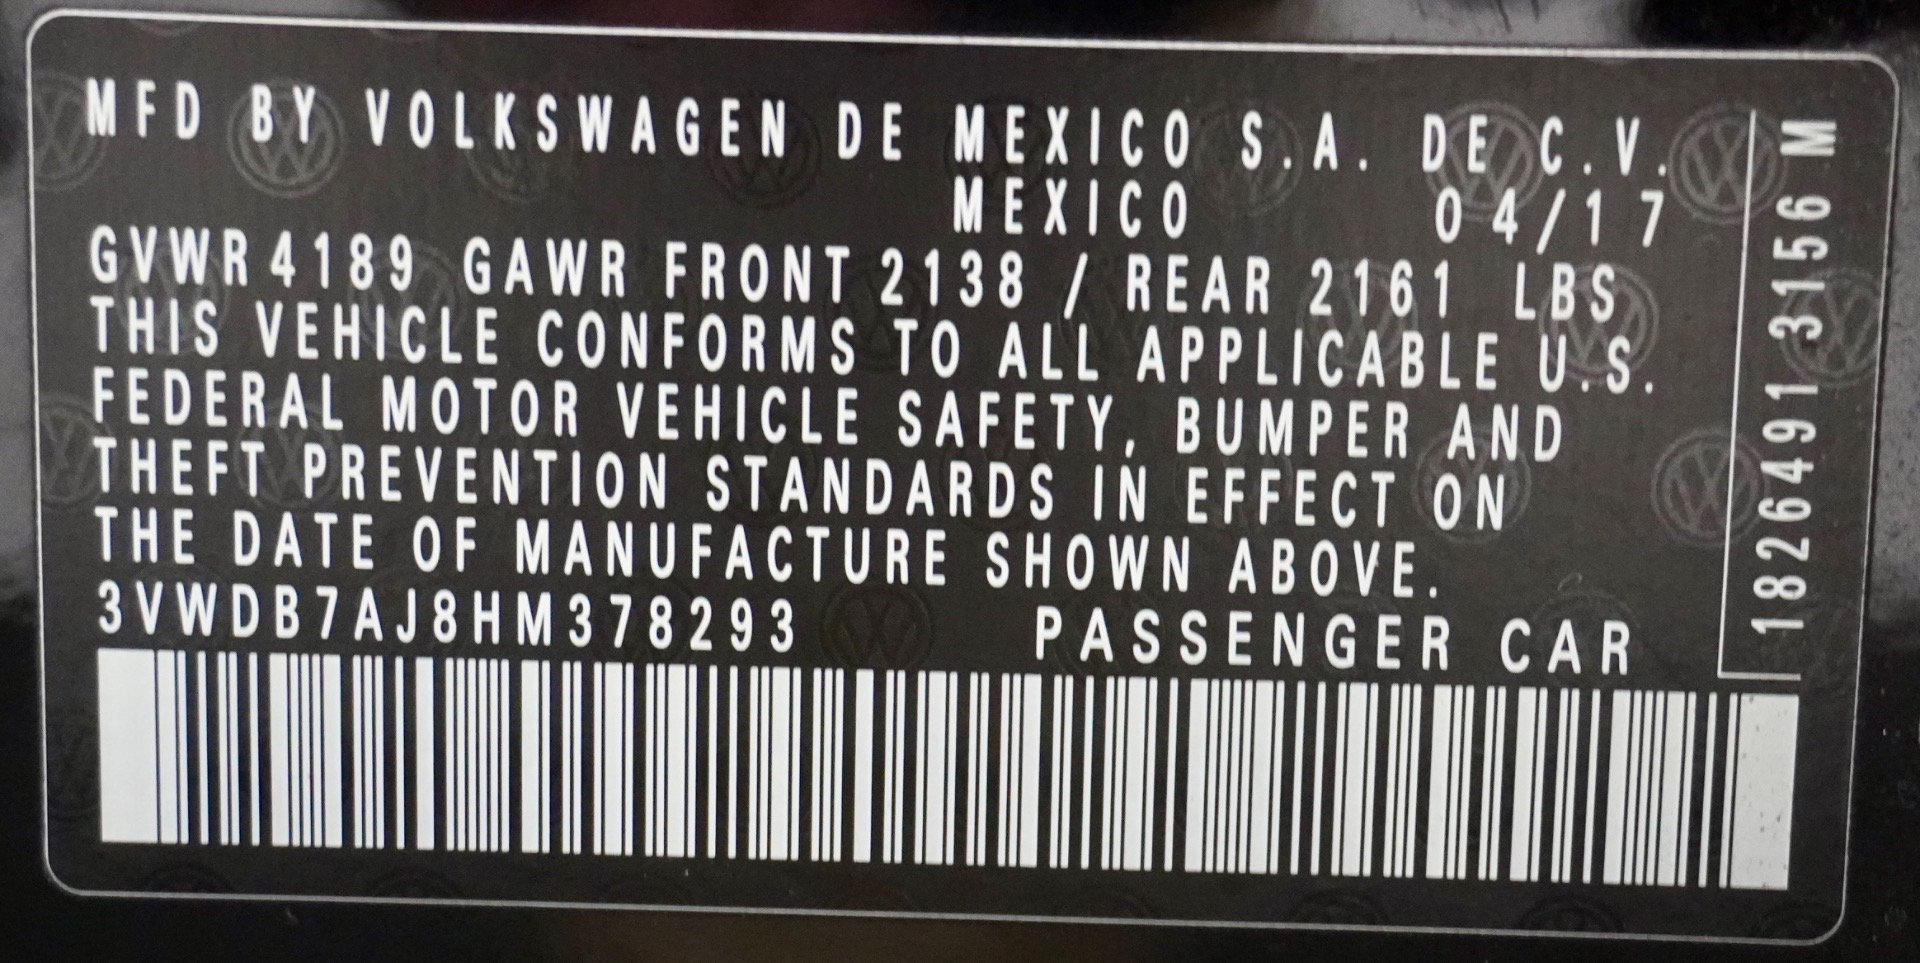 MFD BY VOLKSWAGEN DE MEXICO S.A. DE C.V.
MEXICO 04/17
GVWR 4189 GAWR FRONT 2138 / REAR 2161 LBS
THIS VEHICLE CONFORMS TO ALL APPLICABLE U.S.
FEDERAL MOTOR VEHICLE SAFETY, BUMPER AND
THEFT PREVENTION STANDARDS IN EFFECT ON
THE DATE OF MANUFACTURE SHOWN ABOVE.
3VWDB7AJ8HM378293 PASSENGER CAR
1826491 3156 M